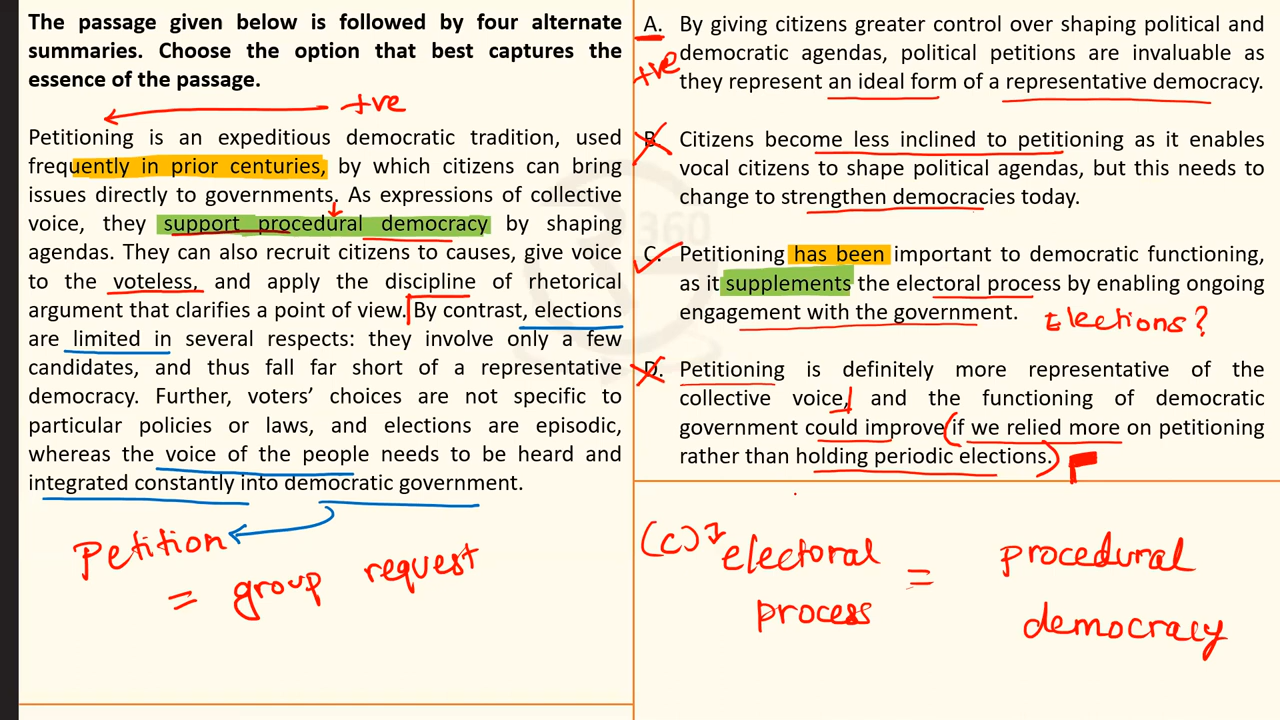 The passage given below is followed by four alternate
summaries. Choose the option that best captures the
essence of the passage.
+ve
Petitioning is an expeditious democratic tradition, used
frequently in prior centuries, by which citizens can bring
issues directly to governments. As expressions of collective
voice, they support procedural democracy by shaping
agendas. They can also recruit citizens to causes, give voice
to the voteless, and apply the discipline of rhetorical
argument that clarifies a point of view. By contrast, elections
are limited in several respects: they involve only a few
candidates, and thus fall far short of a representative
democracy. Further, voters' choices are not specific to
particular policies or laws, and elections are episodic,
whereas the voice of the people needs to be heard and
integrated constantly into democratic government.
Petition
= group request
A. By giving citizens greater control over shaping political and
democratic agendas, political petitions are invaluable as
they represent an ideal form of a representative democracy.
+ve
B. Citizens become less inclined to petitioning as it enables
vocal citizens to shape political agendas, but this needs to
change to strengthen democracies today.
C. Petitioning has been important to democratic functioning,
as it supplements the electoral process by enabling ongoing
engagement with the government.
Elections?
D. Petitioning is definitely more representative of the
collective voice, and the functioning of democratic
government could improve if we relied more on petitioning
rather than holding periodic elections.
(c) electoral = procedural
process democracy
360